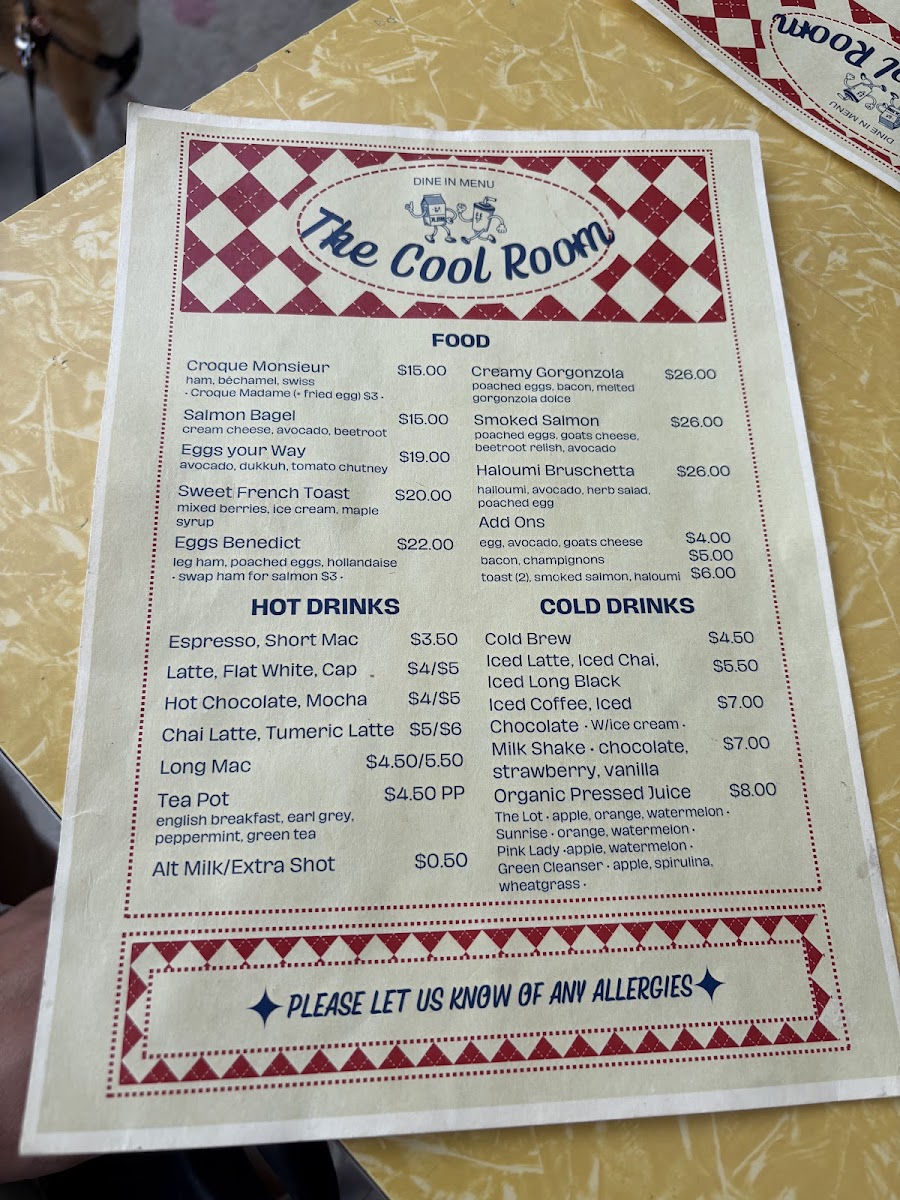 DINE IN MENU
The Cool Room
FOOD
Croque Monsieur $15.00
ham, béchamel, swiss
· Croque Madame (+ fried egg) $3 ·
Salmon Bagel $15.00
cream cheese, avocado, beetroot
Eggs your Way $19.00
avocado, dukkuh, tomato chutney
Sweet French Toast $20.00
mixed berries, ice cream, maple
syrup
Eggs Benedict $22.00
leg ham, poached eggs, hollandaise
· swap ham for salmon $3 ·
Creamy Gorgonzola $26.00
poached eggs, bacon, melted
gorgonzola dolce
Smoked Salmon $26.00
poached eggs, goats cheese,
beetroot relish, avocado
Haloumi Bruschetta $26.00
halloumi, avocado, herb salad,
poached egg
Add Ons
egg, avocado, goats cheese $4.00
bacon, champignons $5.00
toast (2), smoked salmon, haloumi $6.00
HOT DRINKS
Espresso, Short Mac $3.50
Latte, Flat White, Cap $4/$5
Hot Chocolate, Mocha $4/$5
Chai Latte, Tumeric Latte $5/$6
Long Mac $4.50/5.50
Tea Pot $4.50 PP
english breakfast, earl grey,
peppermint, green tea
Alt Milk/Extra Shot $0.50
COLD DRINKS
Cold Brew $4.50
Iced Latte, Iced Chai, $5.50
Iced Long Black
Iced Coffee, Iced $7.00
Chocolate · W/ice cream ·
Milk Shake · chocolate, $7.00
strawberry, vanilla
Organic Pressed Juice $8.00
The Lot · apple, orange, watermelon ·
Sunrise · orange, watermelon ·
Pink Lady · apple, watermelon ·
Green Cleanser · apple, spirulina,
wheatgrass ·
PLEASE LET US KNOW OF ANY ALLERGIES
ol Room
DINE IN MENU